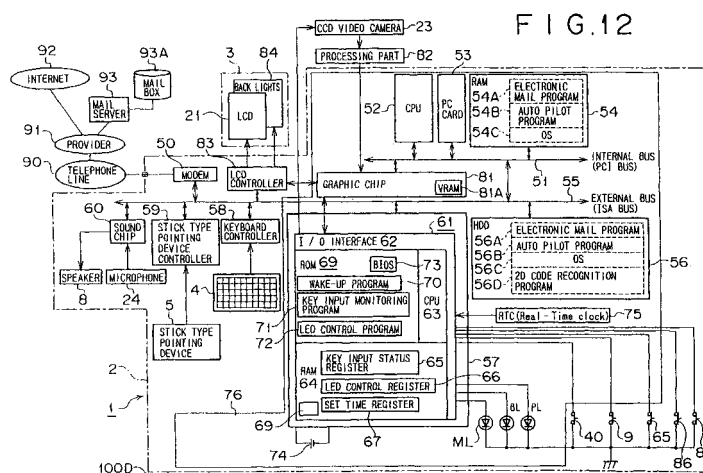 FIG.12
92
INTERNET
93A
MAIL BOX
93
MAIL SERVER
91
PROVIDER
90
TELEPHONE LINE
3
84
BACK LIGHTS
21
LCD
CCD VIDEO CAMERA
23
PROCESSING PART
82
53
52
CPU
PC CARD
RAM
54A
ELECTRONIC MAIL PROGRAM
54B
AUTO PILOT PROGRAM
54
54C
OS
INTERNAL BUS (PCI BUS)
51
50
MODEM
83
LCD CONTROLLER
GRAPHIC CHIP
81
VRAM
81A
55
EXTERNAL BUS (ISA BUS)
60
SOUND CHIP
59
STICK TYPE POINTING DEVICE CONTROLLER
58
KEYBOARD CONTROLLER
SPEAKER
8
MICROPHONE
24
4
5
STICK TYPE POINTING DEVICE
61
I/O INTERFACE
62
ROM
69
BIOS
73
WAKE-UP PROGRAM
70
KEY INPUT MONITORING PROGRAM
71
CPU
63
LED CONTROL PROGRAM
72
KEY INPUT STATUS REGISTER
65
RAM
64
LED CONTROL REGISTER
66
SET TIME REGISTER
67
69
57
74
HDD
56A
ELECTRONIC MAIL PROGRAM
56B
AUTO PILOT PROGRAM
56C
OS
56
56D
2D CODE RECOGNITION PROGRAM
RTC(Real-Time clock)
75
ML
BL
PL
40
9
65
86
2
1
76
100D